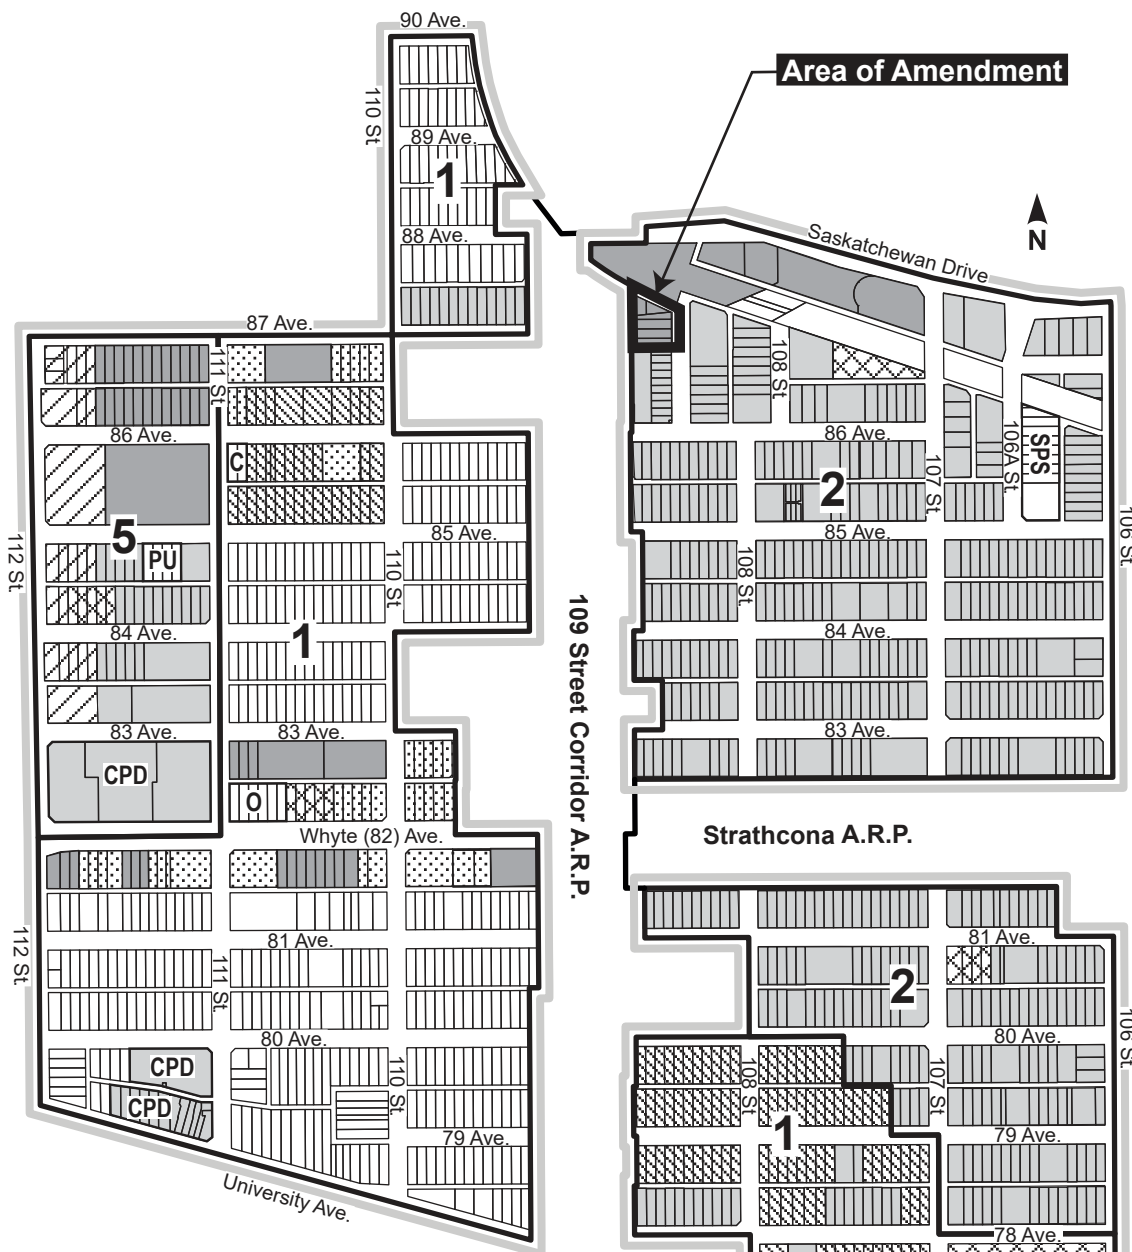 90 Ave.
Area of Amendment
110 St.
89 Ave.
1
N
88 Ave.
Saskatchewan Drive
87 Ave.
111 St.
108 St.
86 Ave.
86 Ave.
C
107 St.
106A St.
SPS
2
5
85 Ave.
85 Ave.
112 St.
PU
110 St.
108 St.
106 St.
109 Street Corridor A.R.P.
84 Ave.
1
84 Ave.
83 Ave.
83 Ave.
83 Ave.
CPD
O
Whyte (82) Ave.
Strathcona A.R.P.
81 Ave.
81 Ave.
112 St.
111 St.
2
80 Ave.
80 Ave.
106 St.
CPD
110 St.
108 St.
107 St.
CPD
79 Ave.
1
79 Ave.
University Ave.
78 Ave.